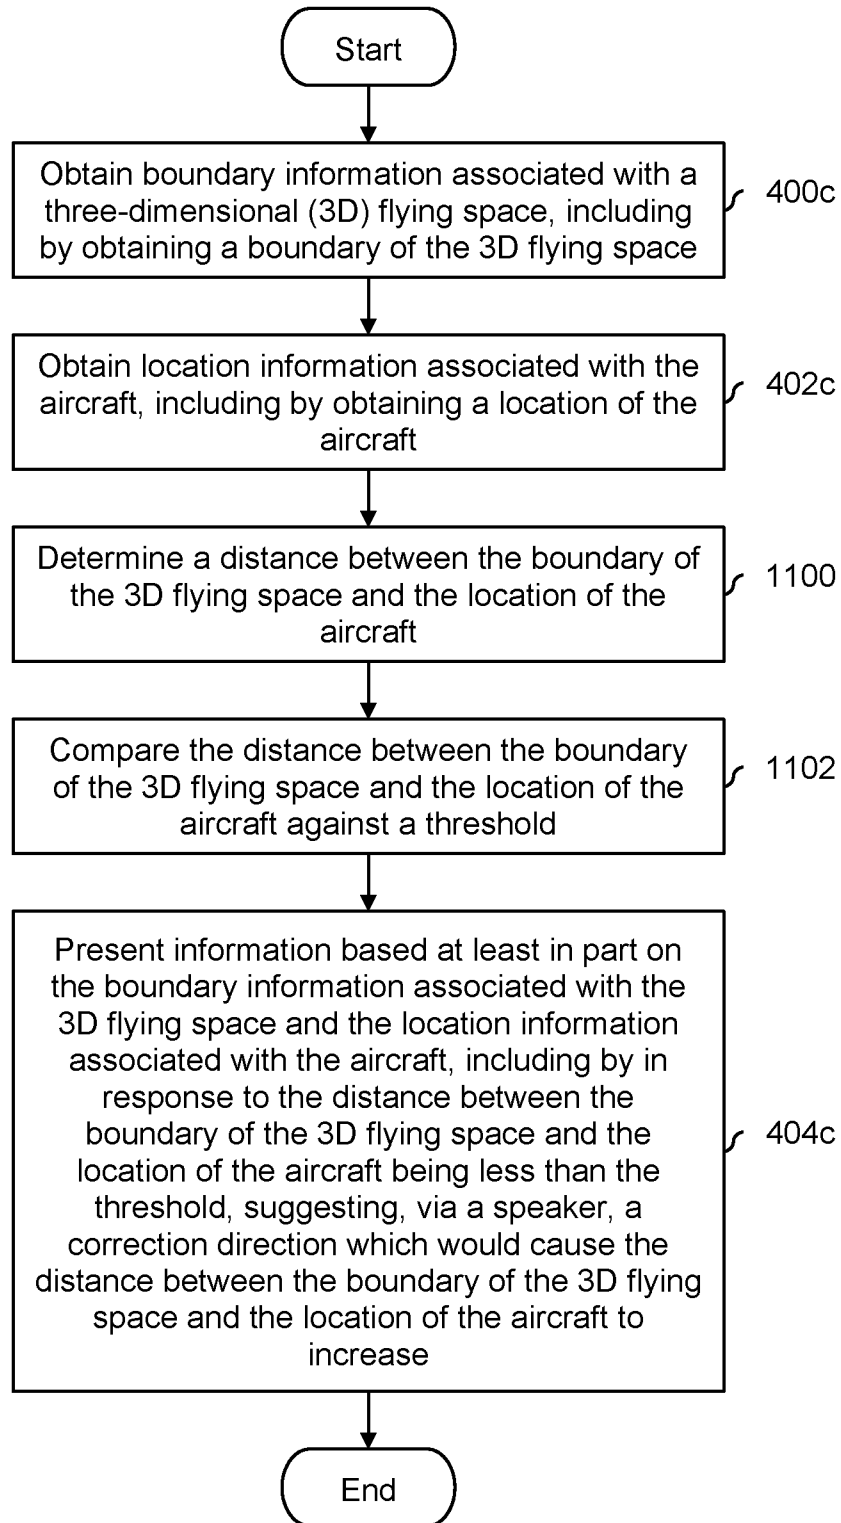 Start
Obtain boundary information associated with a
three-dimensional (3D) flying space, including
by obtaining a boundary of the 3D flying space
400c
Obtain location information associated with the
aircraft, including by obtaining a location of the
aircraft
402c
Determine a distance between the boundary of
the 3D flying space and the location of the
aircraft
1100
Compare the distance between the boundary
of the 3D flying space and the location of the
aircraft against a threshold
1102
Present information based at least in part on
the boundary information associated with the
3D flying space and the location information
associated with the aircraft, including by in
response to the distance between the
boundary of the 3D flying space and the
location of the aircraft being less than the
threshold, suggesting, via a speaker, a
correction direction which would cause the
distance between the boundary of the 3D flying
space and the location of the aircraft to
increase
404c
End